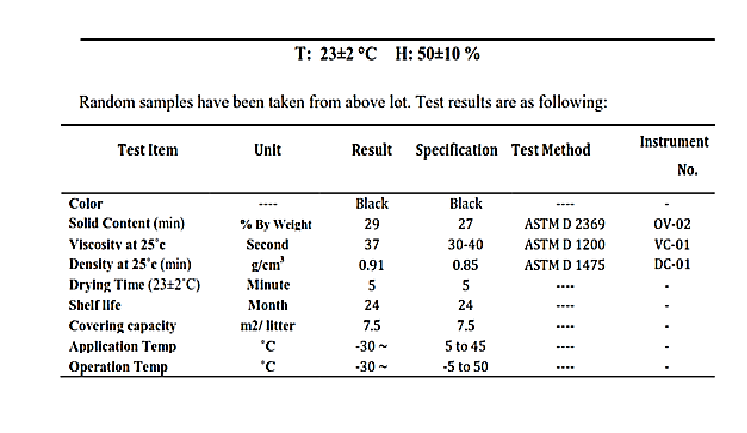 T: 23±2 °C H: 50±10 %
Random samples have been taken from above lot. Test results are as following:
Test Item Unit Result Specification Test Method Instrument No.
Color ---- Black Black ---- -
Solid Content (min) % By Weight 29 27 ASTM D 2369 OV-02
Viscosity at 25˚c Second 37 30-40 ASTM D 1200 VC-01
Density at 25˚c (min) g/cm³ 0.91 0.85 ASTM D 1475 DC-01
Drying Time (23±2˚C) Minute 5 5 ---- -
Shelf life Month 24 24 ---- -
Covering capacity m2/ litter 7.5 7.5 ---- -
Application Temp ˚C -30 ~ 5 to 45 ---- -
Operation Temp ˚C -30 ~ -5 to 50 ---- -